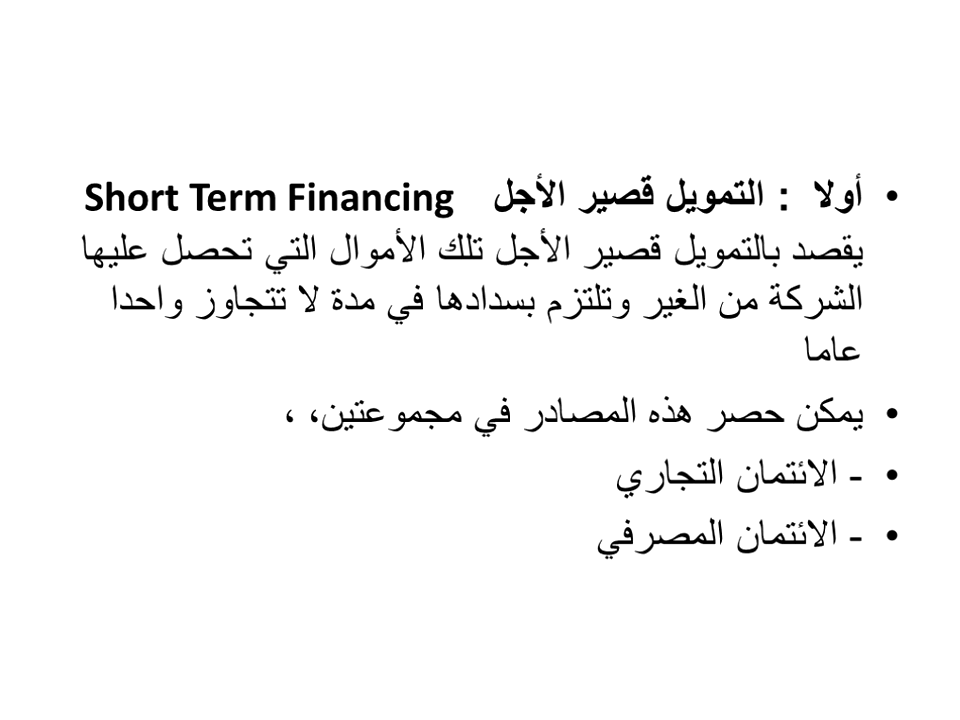 • أولا : التمويل قصير الأجل Short Term Financing
يقصد بالتمويل قصير الأجل تلك الأموال التي تحصل عليها
الشركة من الغير وتلتزم بسدادها في مدة لا تتجاوز واحدا
عاما
• يمكن حصر هذه المصادر في مجموعتين، ،
• - الائتمان التجاري
• - الائتمان المصرفي